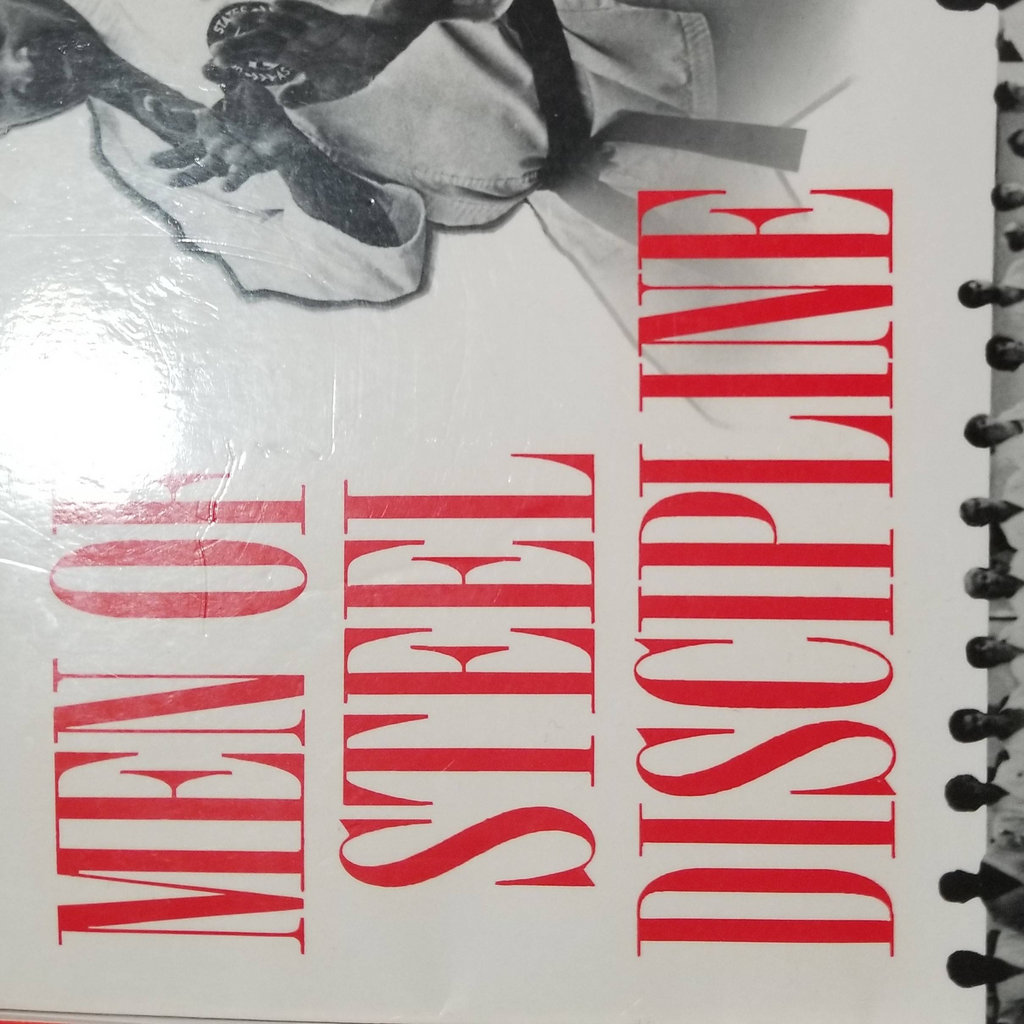 MEN OF
STEEL
DISCIPLINE